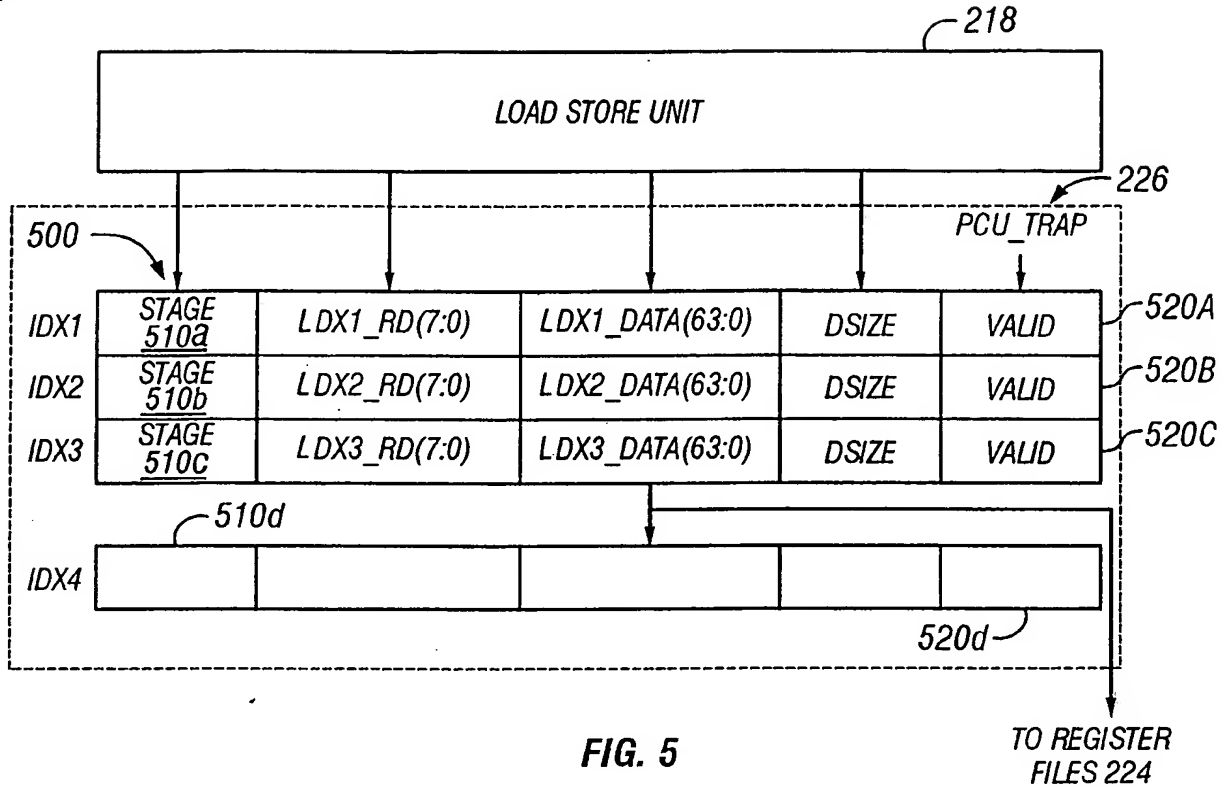 218
LOAD STORE UNIT
226
500
PCU_TRAP
IDX1 STAGE 510a LDX1_RD(7:0) LDX1_DATA(63:0) DSIZE VALID 520A
IDX2 STAGE 510b LDX2_RD(7:0) LDX2_DATA(63:0) DSIZE VALID 520B
IDX3 STAGE 510c LDX3_RD(7:0) LDX3_DATA(63:0) DSIZE VALID 520C
510d
IDX4
520d
FIG. 5
TO REGISTER
FILES 224